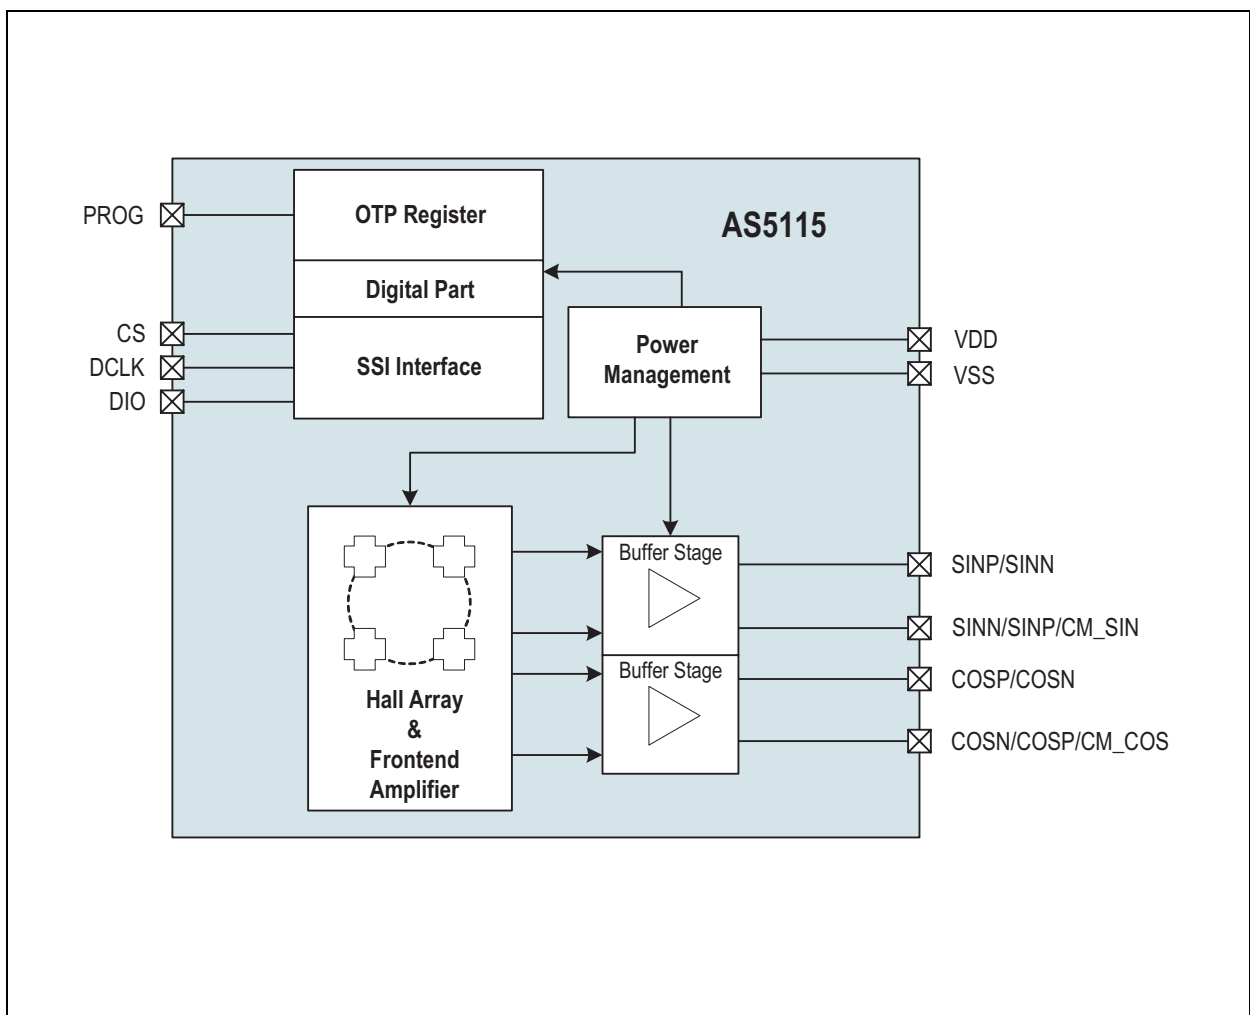 AS5115
PROG
OTP Register
Digital Part
CS
DCLK
DIO
SSI Interface
Power
Management
VDD
VSS
Hall Array
&
Frontend
Amplifier
Buffer Stage
Buffer Stage
SINP/SINN
SINN/SINP/CM_SIN
COSP/COSN
COSN/COSP/CM_COS